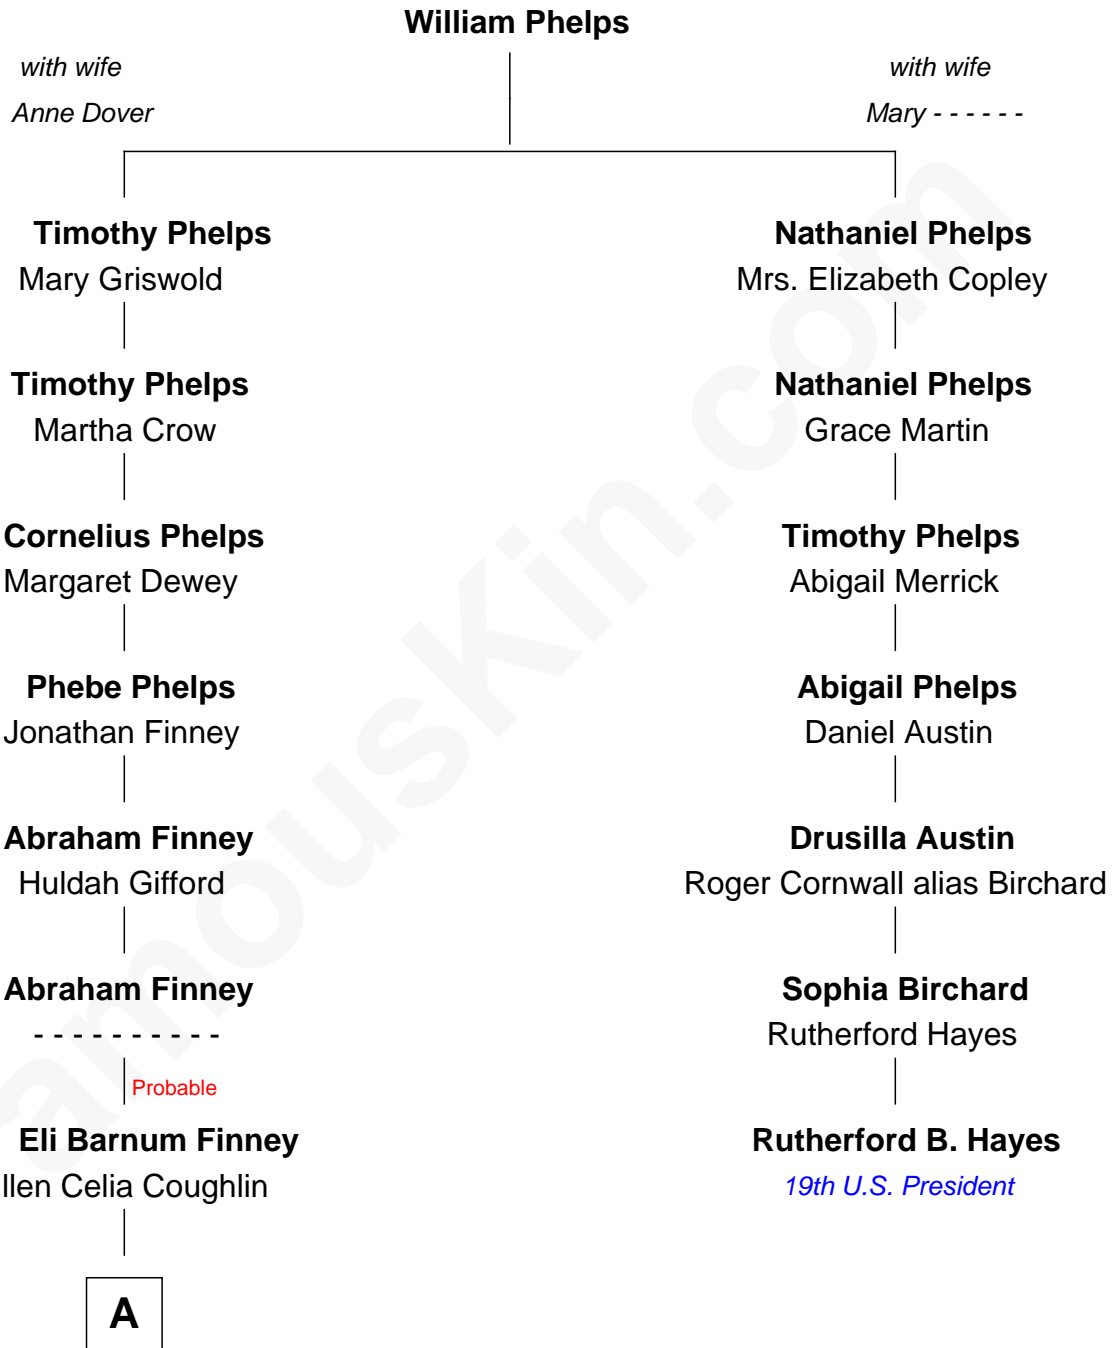 William Phelps
with wife
with wife
Anne Dover
Mary - - - - - -
Timothy Phelps
Nathaniel Phelps
Mary Griswold
Mrs. Elizabeth Copley
Timothy Phelps
Nathaniel Phelps
Martha Crow
Grace Martin
Cornelius Phelps
Timothy Phelps
Margaret Dewey
Abigail Merrick
Phebe Phelps
Abigail Phelps
Jonathan Finney
Daniel Austin
Abraham Finney
Drusilla Austin
Huldah Gifford
Roger Cornwall alias Birchard
Abraham Finney
Sophia Birchard
- - - - - - - - - -
Rutherford Hayes
Probable
Eli Barnum Finney
Rutherford B. Hayes
llen Celia Coughlin
19th U.S. President
A
amouskin.com